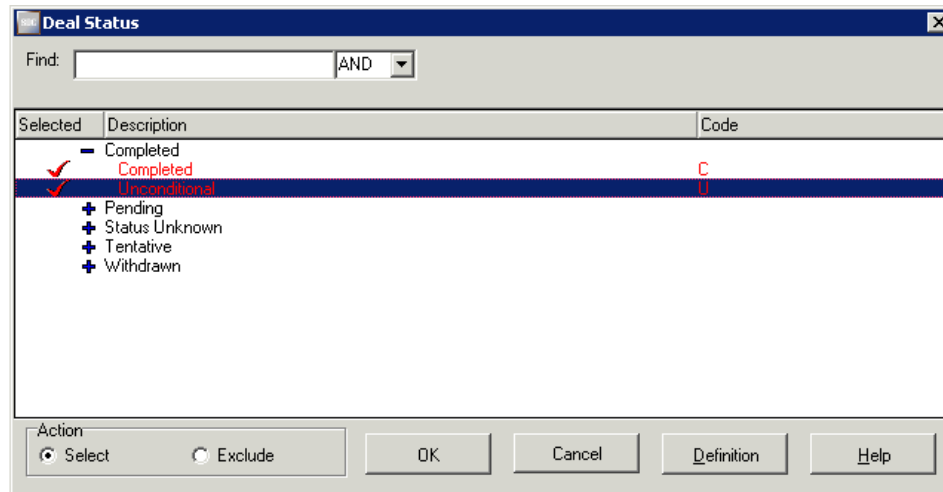 SDC Deal Status
Find: AND
Selected Description Code
Completed
Completed C
Unconditional U
Pending
Status Unknown
Tentative
Withdrawn
Action
Select Exclude OK Cancel Definition Help